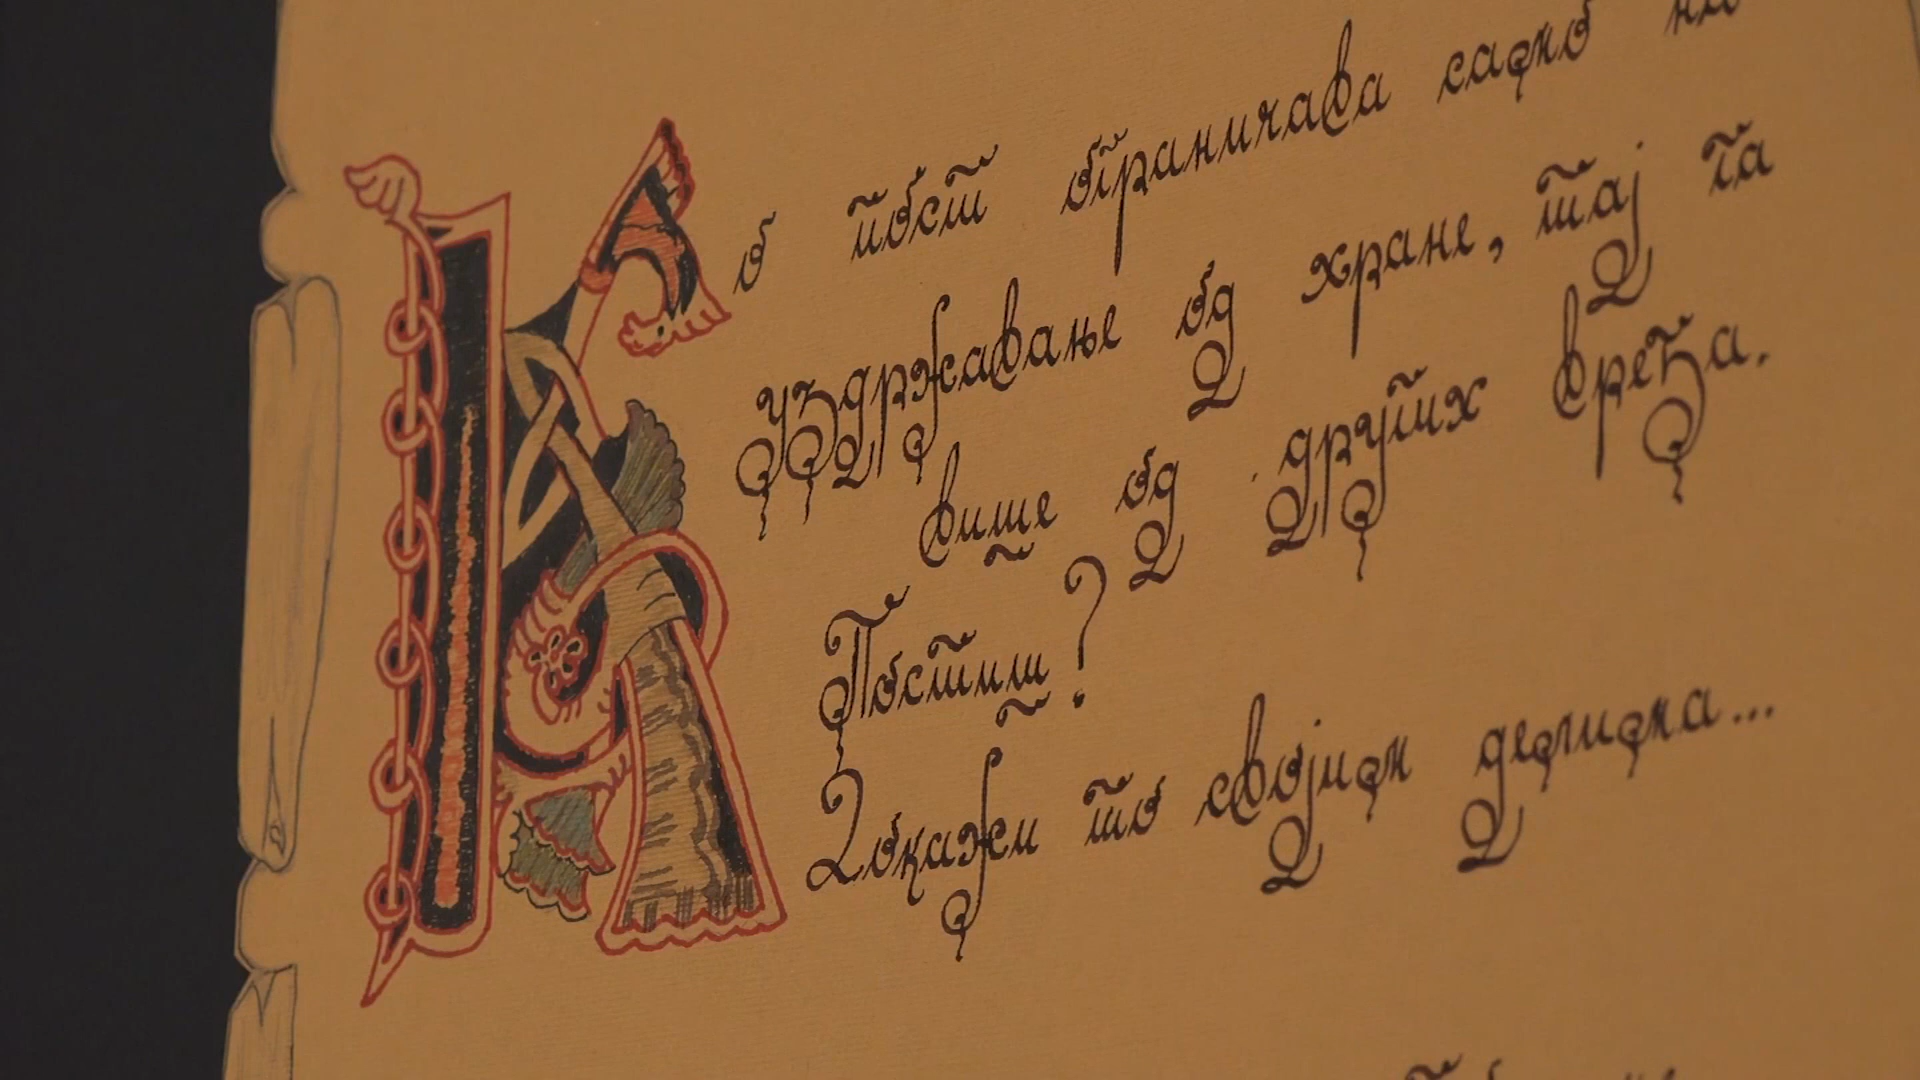 Ко пост ограничава само на
уздржавање од хране, тај га
више од других вређа.
Постиш?
Докажи то својим делима...